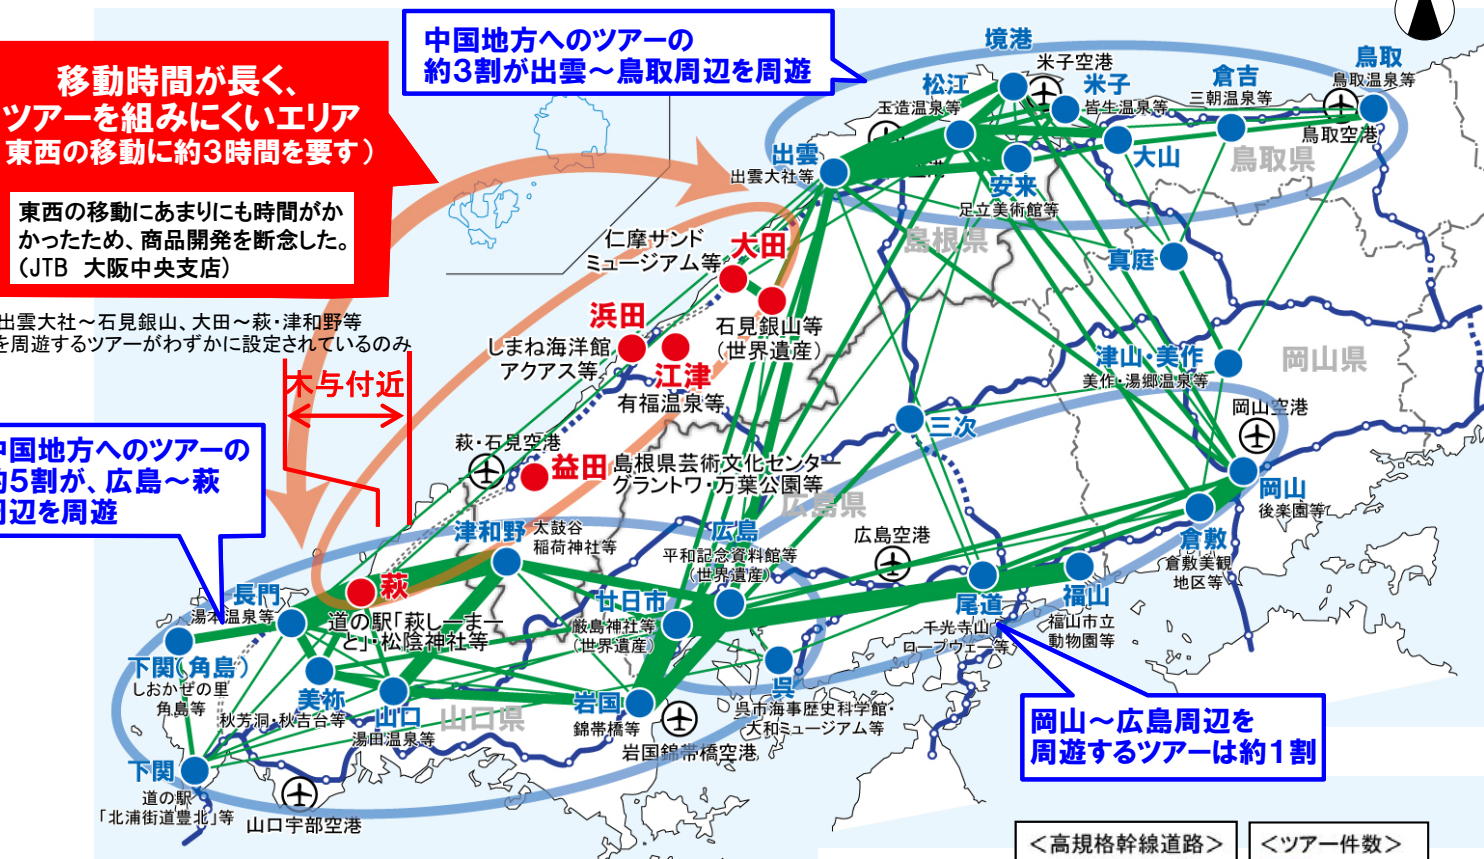 中国地方へのツアーの
約3割が出雲～鳥取周辺を周遊
移動時間が長く、
ツアーを組みにくいエリア
東西の移動に約3時間を要す）
東西の移動にあまりにも時間がか
かったため、商品開発を断念した。
（JTB 大阪中央支店）
出雲大社～石見銀山、大田～萩・津和野等
を周遊するツアーがわずかに設定されているのみ
木与付近
中国地方へのツアーの
約5割が、広島～萩
周辺を周遊
境港
米子空港
松江
玉造温泉等
米子
皆生温泉等
倉吉
三朝温泉等
鳥取
鳥取温泉等
鳥取空港
出雲
出雲大社等
大山
安来
足立美術館等
鳥取県
島根県
真庭
仁摩サンド
ミュージアム等
大田
石見銀山等
（世界遺産）
浜田
しまね海洋館
アクアス等
江津
有福温泉等
津山・美作
美作・湯郷温泉等
岡山県
岡山空港
三次
萩・石見空港
益田
島根県芸術文化センター
グラントワ・万葉公園等
広島県
岡山
後楽園等
倉敷
倉敷美観
地区等
津和野
太鼓谷
稲荷神社等
広島
平和記念資料館等
（世界遺産）
広島空港
萩
道の駅「萩しーまー
と」・松陰神社等
長門
湯本温泉等
廿日市
厳島神社等
（世界遺産）
尾道
千光寺山
ロープウェー等
福山
福山市立
動物園等
下関（角島）
しおかぜの里
角島等
美祢
秋芳洞・秋吉台等
山口
湯田温泉等
山口県
岩国
錦帯橋等
岩国錦帯橋空港
呉
呉市海事歴史科学館・
大和ミュージアム等
下関
道の駅
「北浦街道豊北」等
山口宇部空港
岡山～広島周辺を
周遊するツアーは約1割
＜高規格幹線道路＞
＜ツアー件数＞